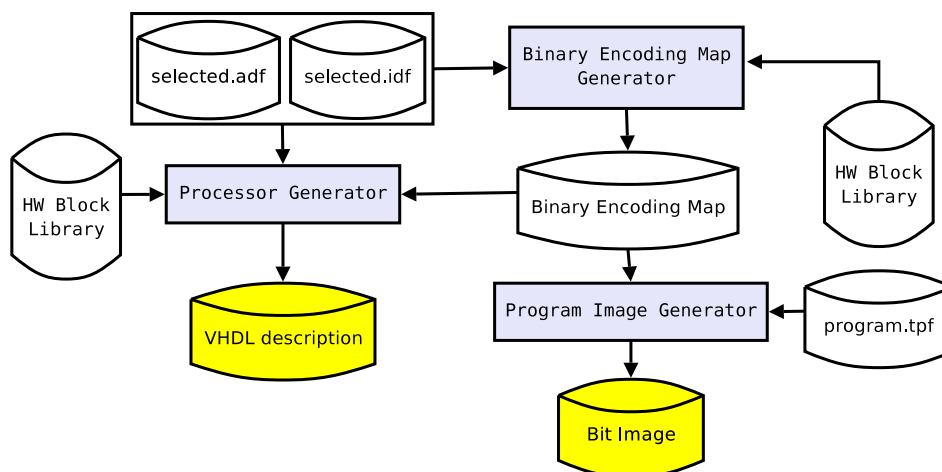 selected.adf
selected.idf
Binary Encoding Map
Generator
HW Block
Library
Processor Generator
Binary Encoding Map
HW Block
Library
VHDL description
Program Image Generator
program.tpf
Bit Image